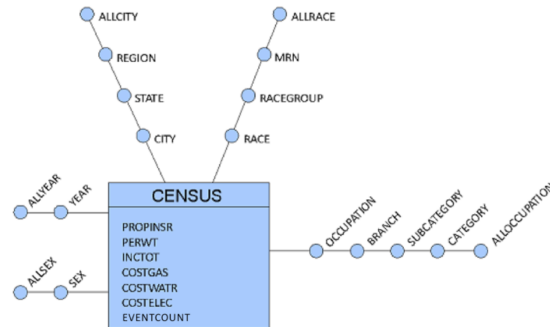 ALLCITY
REGION
STATE
CITY
ALLRACE
MRN
RACEGROUP
RACE
ALLYEAR
YEAR
ALLSEX
SEX
CENSUS
PROPINSR
PERWT
INCTOT
COSTGAS
COSTWATR
COSTELEC
EVENTCOUNT
OCCUPATION
BRANCH
SUBCATEGORY
CATEGORY
ALLOCCUPATION